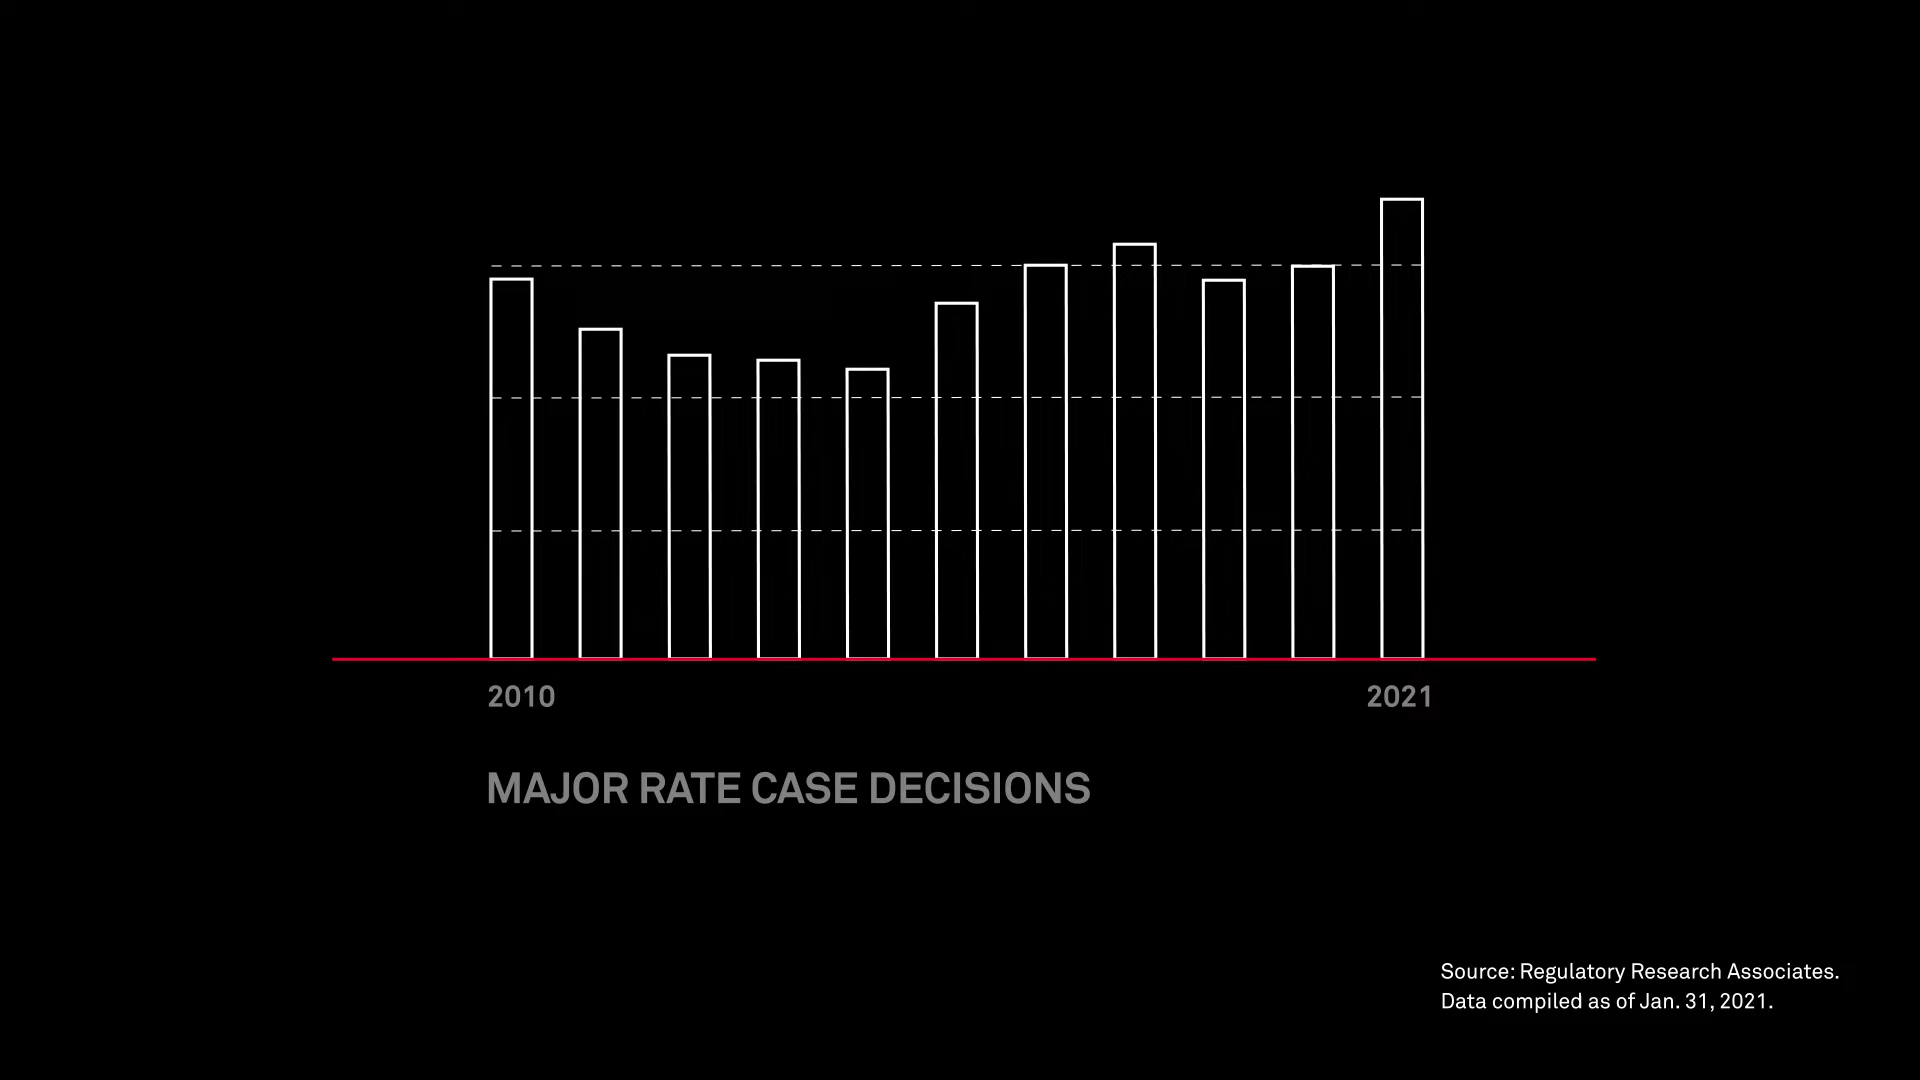 2010
2021
MAJOR RATE CASE DECISIONS
Source: Regulatory Research Associates.
Data compiled as of Jan. 31, 2021.